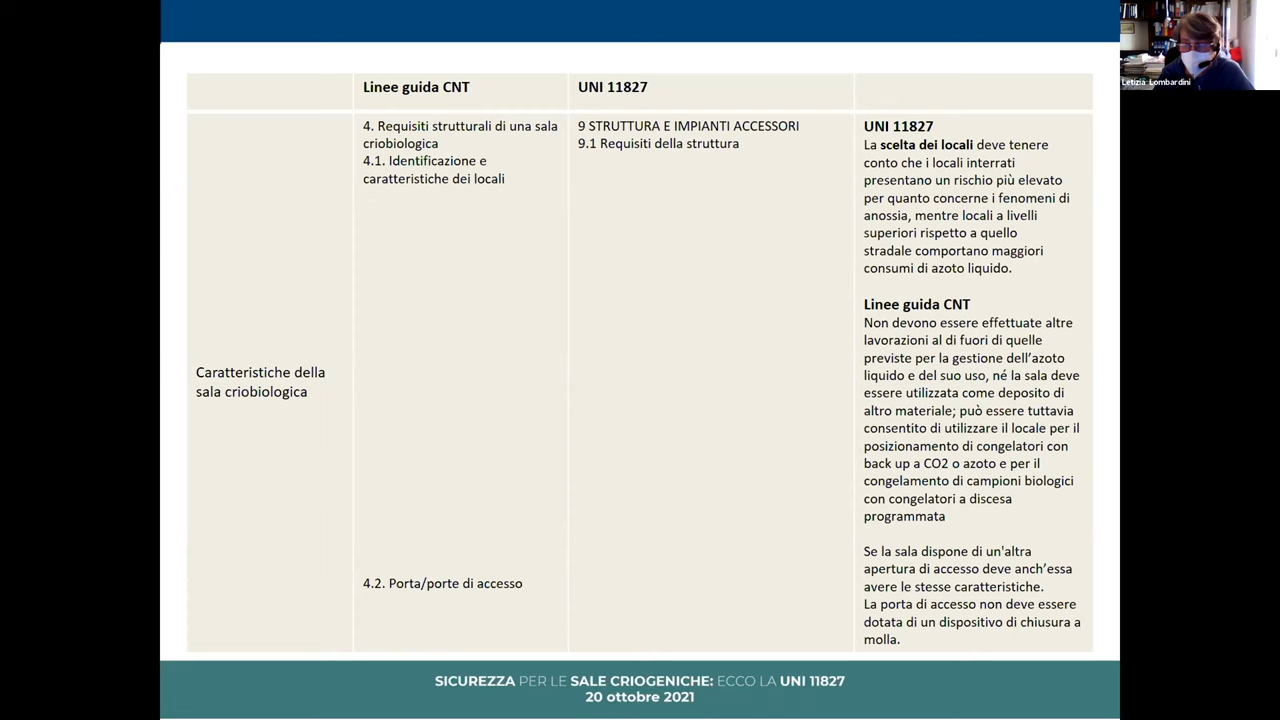 Linee guida CNT
UNI 11827
Caratteristiche della
sala criobiologica
4. Requisiti strutturali di una sala
criobiologica
4.1. Identificazione e
caratteristiche dei locali
4.2. Porta/porte di accesso
9 STRUTTURA E IMPIANTI ACCESSORI
9.1 Requisiti della struttura
UNI 11827
La scelta dei locali deve tenere
conto che i locali interrati
presentano un rischio più elevato
per quanto concerne i fenomeni di
anossia, mentre locali a livelli
superiori rispetto a quello
stradale comportano maggiori
consumi di azoto liquido.
Linee guida CNT
Non devono essere effettuate altre
lavorazioni al di fuori di quelle
previste per la gestione dell’azoto
liquido e del suo uso, né la sala deve
essere utilizzata come deposito di
altro materiale; può essere tuttavia
consentito di utilizzare il locale per il
posizionamento di congelatori con
back up a CO2 o azoto e per il
congelamento di campioni biologici
con congelatori a discesa
programmata
Se la sala dispone di un'altra
apertura di accesso deve anch’essa
avere le stesse caratteristiche.
La porta di accesso non deve essere
dotata di un dispositivo di chiusura a
molla.
SICUREZZA PER LE SALE CRIOGENICHE: ECCO LA UNI 11827
20 ottobre 2021
Letizia Lombardini